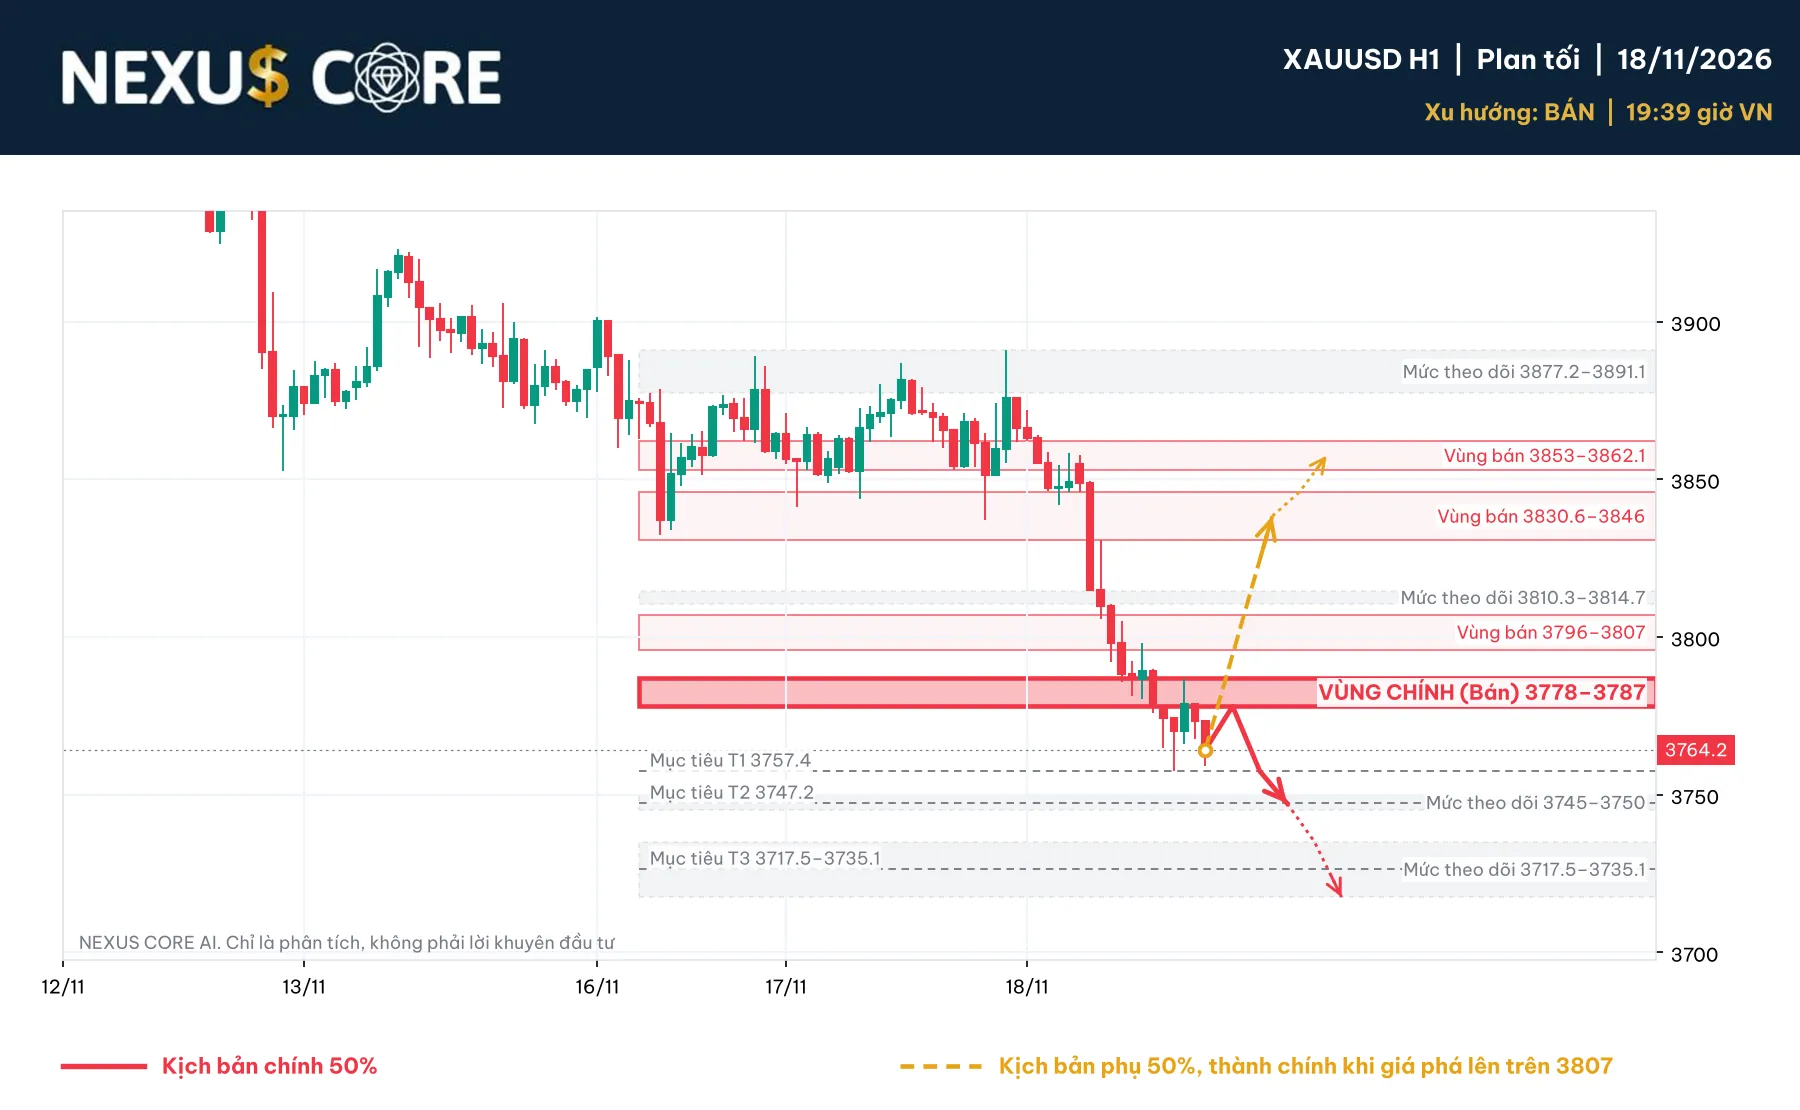 NEXU$ CORE
XAUUSD H1 | Plan tối | 18/11/2026
Xu hướng: BÁN | 19:39 giờ VN
3900
Mức theo dõi 3877.2–3891.1
Vùng bán 3853–3862.1
3850
Vùng bán 3830.6–3846
Mức theo dõi 3810.3–3814.7
Vùng bán 3796–3807
3800
VÙNG CHÍNH (Bán) 3778–3787
3764.2
Mục tiêu T1 3757.4
Mục tiêu T2 3747.2
Mức theo dõi 3745–3750
3750
Mục tiêu T3 3717.5–3735.1
Mức theo dõi 3717.5–3735.1
NEXUS CORE AI. Chỉ là phân tích, không phải lời khuyên đầu tư
3700
12/11 13/11 16/11 17/11 18/11
Kịch bản chính 50%
Kịch bản phụ 50%, thành chính khi giá phá lên trên 3807